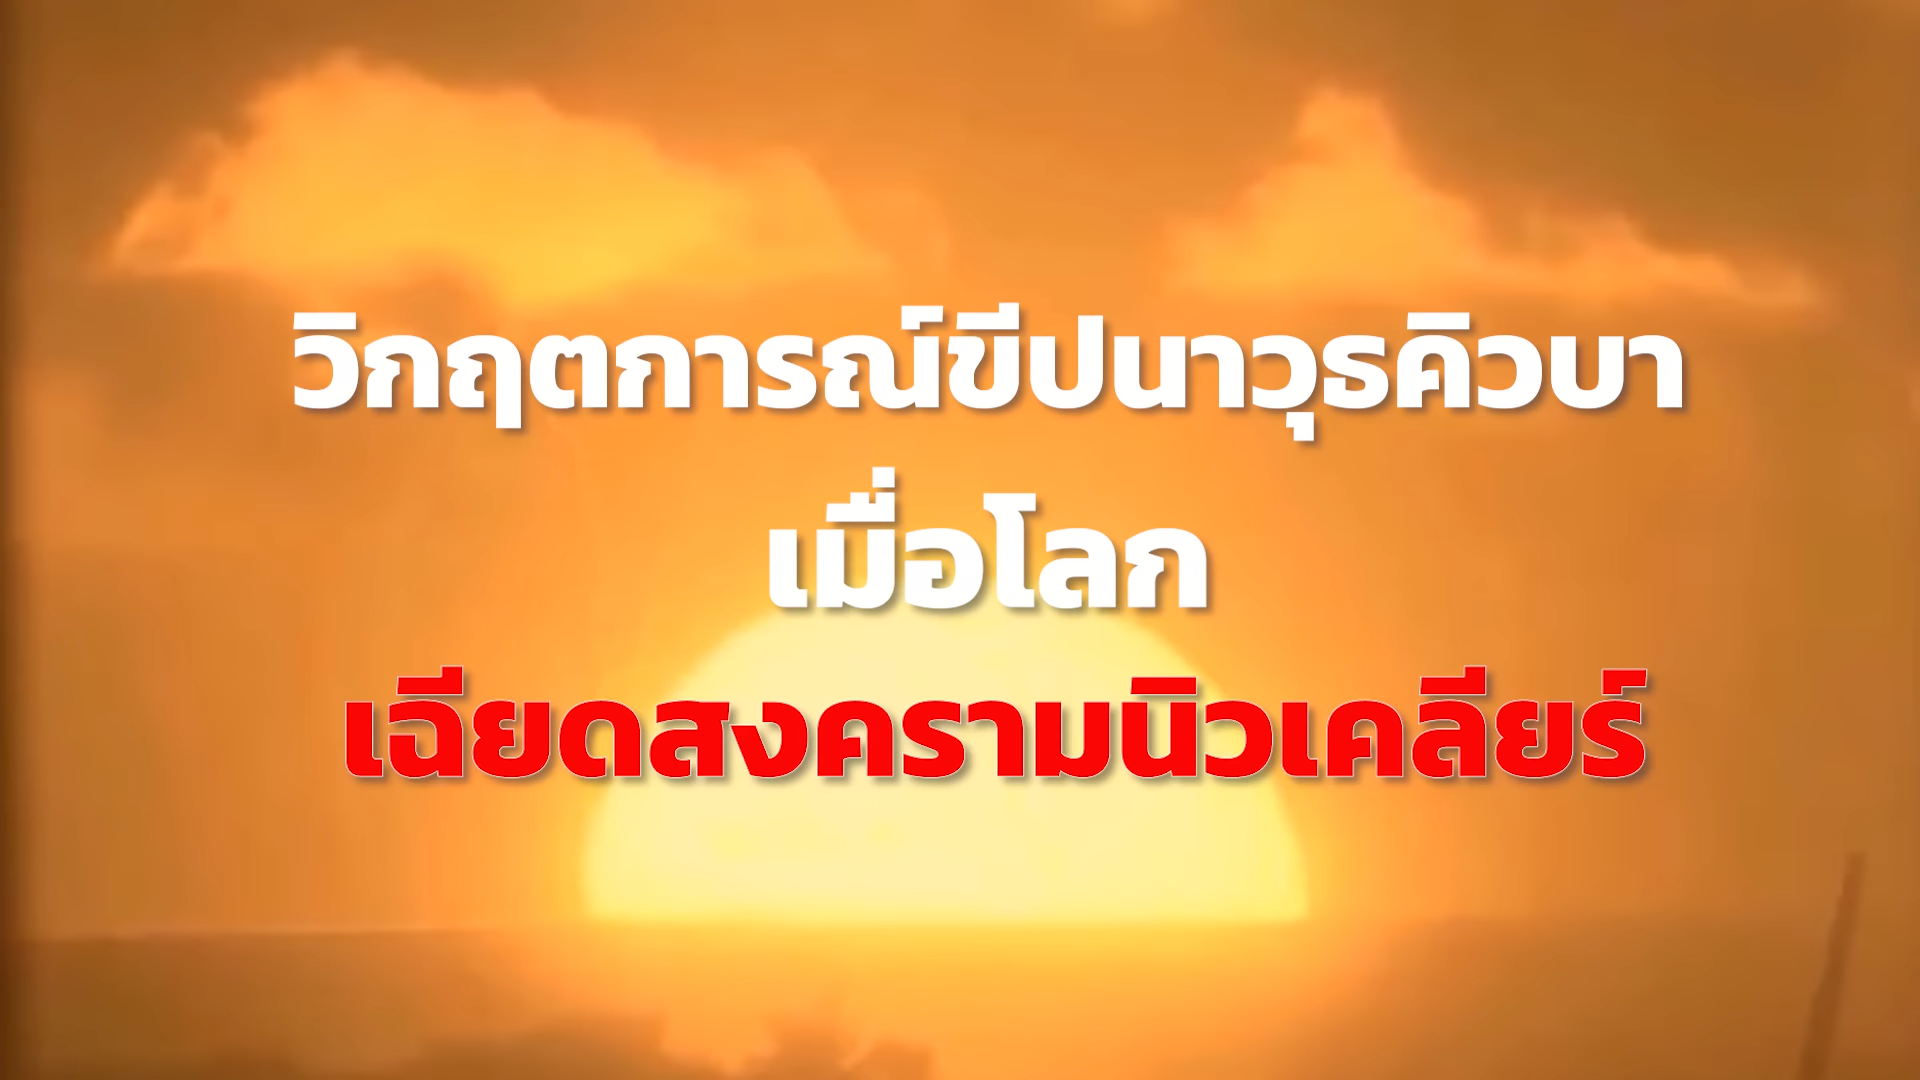 วิกฤตการณ์ขีปนาวุธคิวบา
เมื่อโลก
เฉียดสงครามนิวเคลียร์